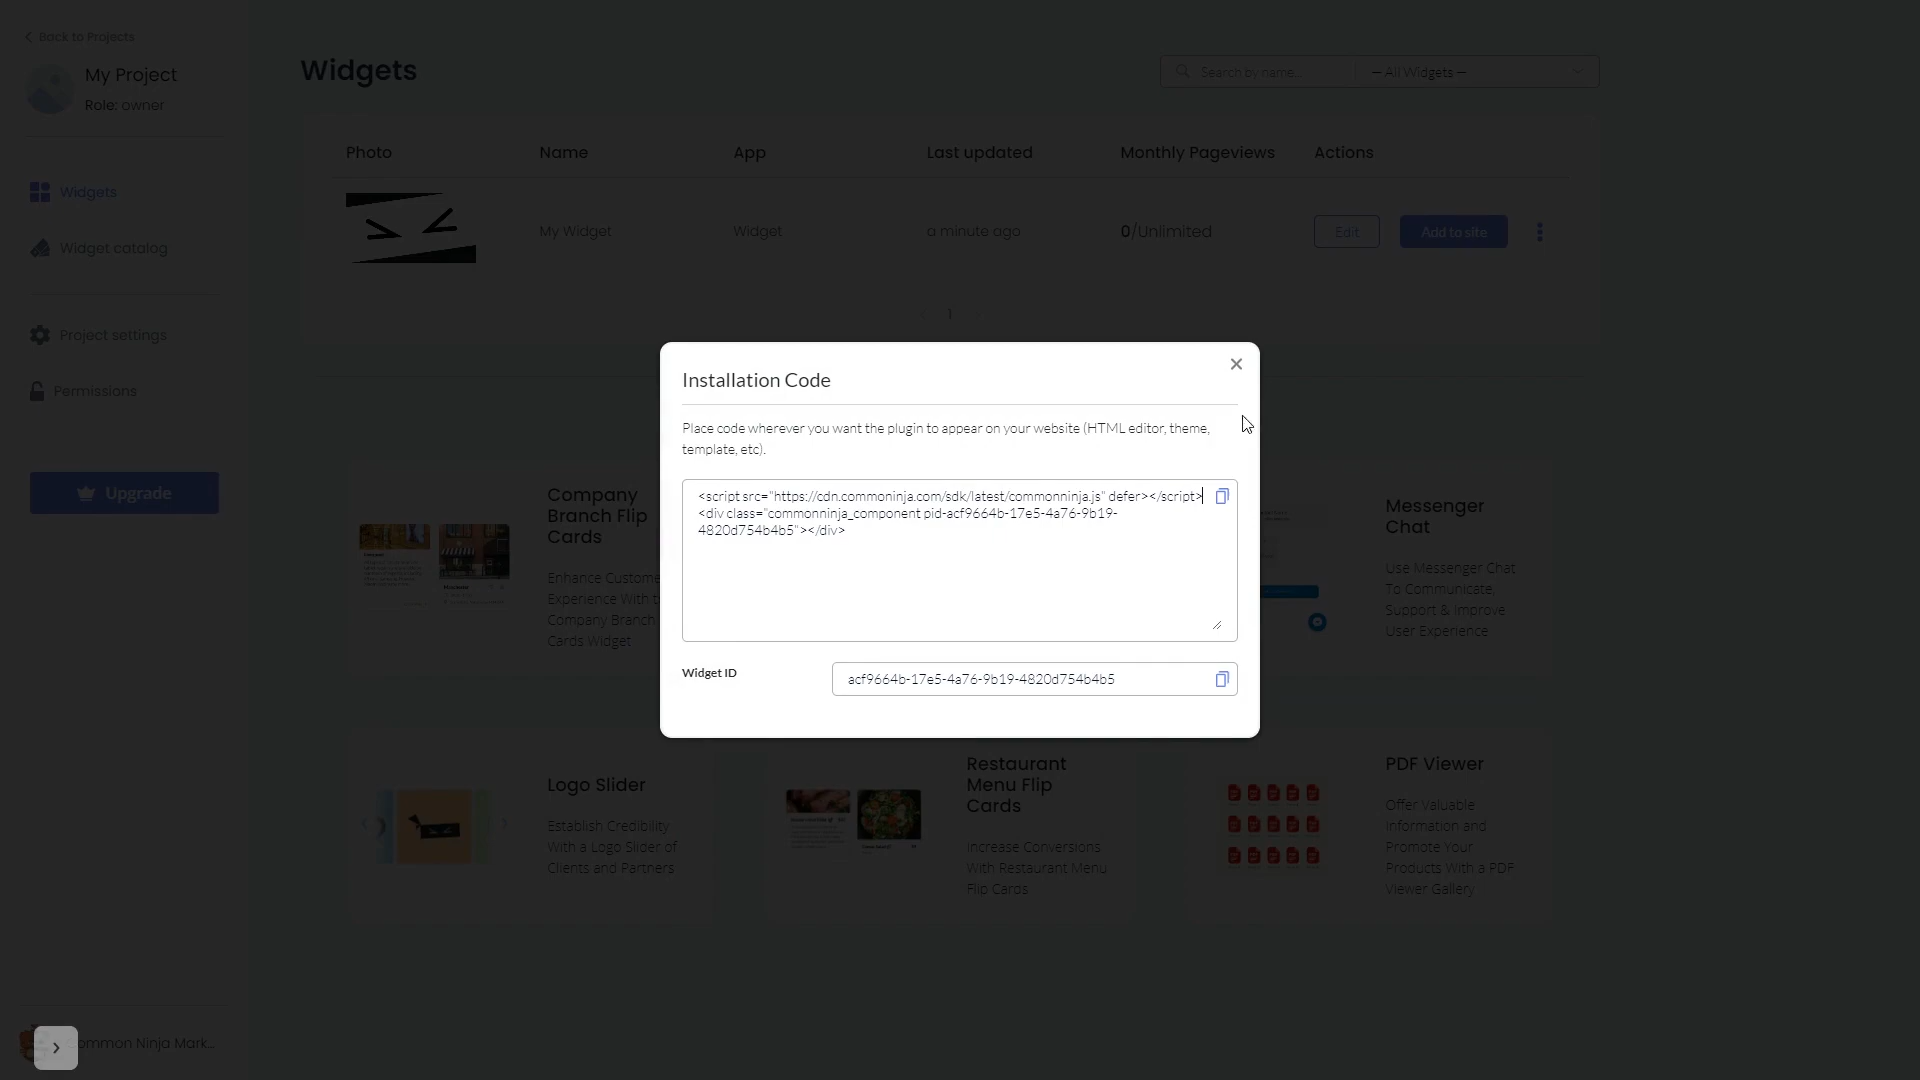 Back to Projects
My Project
Role: owner
Widgets
Widget catalog
Project settings
Permissions
Upgrade
Widgets
Search by name...
— All Widgets —
Photo
Name
App
Last updated
Monthly Pageviews
Actions
My Widget
Widget
a minute ago
0/Unlimited
Edit
Add to site
1
Installation Code
Place code wherever you want the plugin to appear on your website (HTML editor, theme,
template, etc).
<script src="https://cdn.commoninja.com/sdk/latest/commonninja.js" defer></script>
<div class="commonninja_component pid-acf9664b-17e5-4a76-9b19-
4820d754b4b5"></div>
Widget ID
acf9664b-17e5-4a76-9b19-4820d754b4b5
Company
Branch Flip
Cards
Enhance Custome
Experience With t
Company Branch
Cards Widget
Messenger
Chat
Use Messenger Chat
To Communicate,
Support & Improve
User Experience
Logo Slider
Establish Credibility
With a Logo Slider of
Clients and Partners
Restaurant
Menu Flip
Cards
Increase Conversions
With Restaurant Menu
Flip Cards
PDF Viewer
Offer Valuable
Information and
Promote Your
Products With a PDF
Viewer Gallery
ommon Ninja Mark...